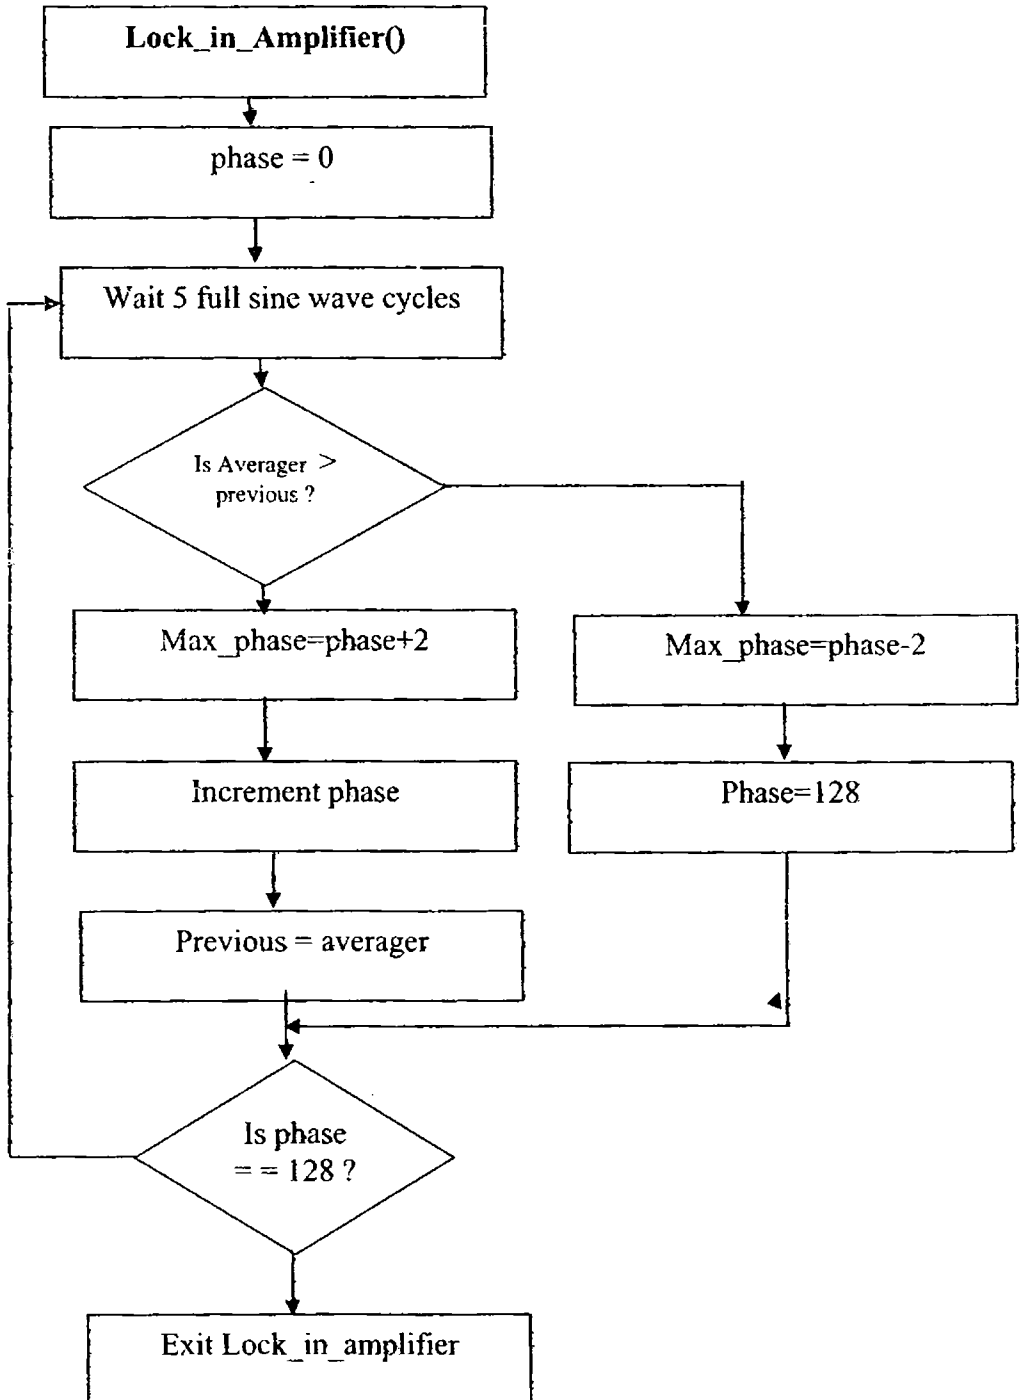 Lock_in_Amplifier()
phase = 0
Wait 5 full sine wave cycles
Is Averager >
previous ?
Max_phase=phase+2
Max_phase=phase-2
Increment phase
Phase=128
Previous = averager
Is phase
= = 128 ?
Exit Lock_in_amplifier